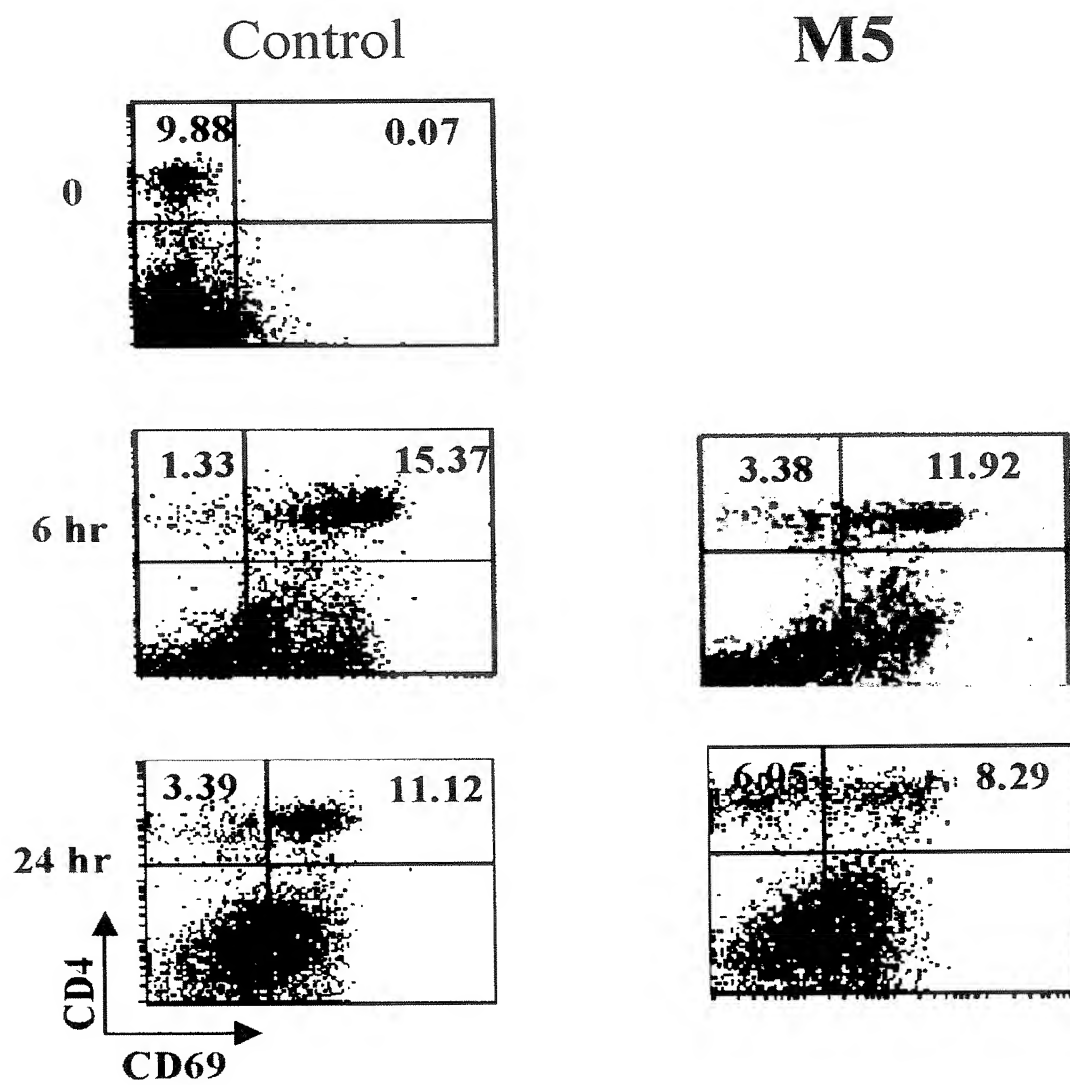 Control
M5
0
9.88 0.07
6 hr
1.33 15.37
3.38 11.92
24 hr
3.39 11.12
6.05 8.29
CD4
CD69